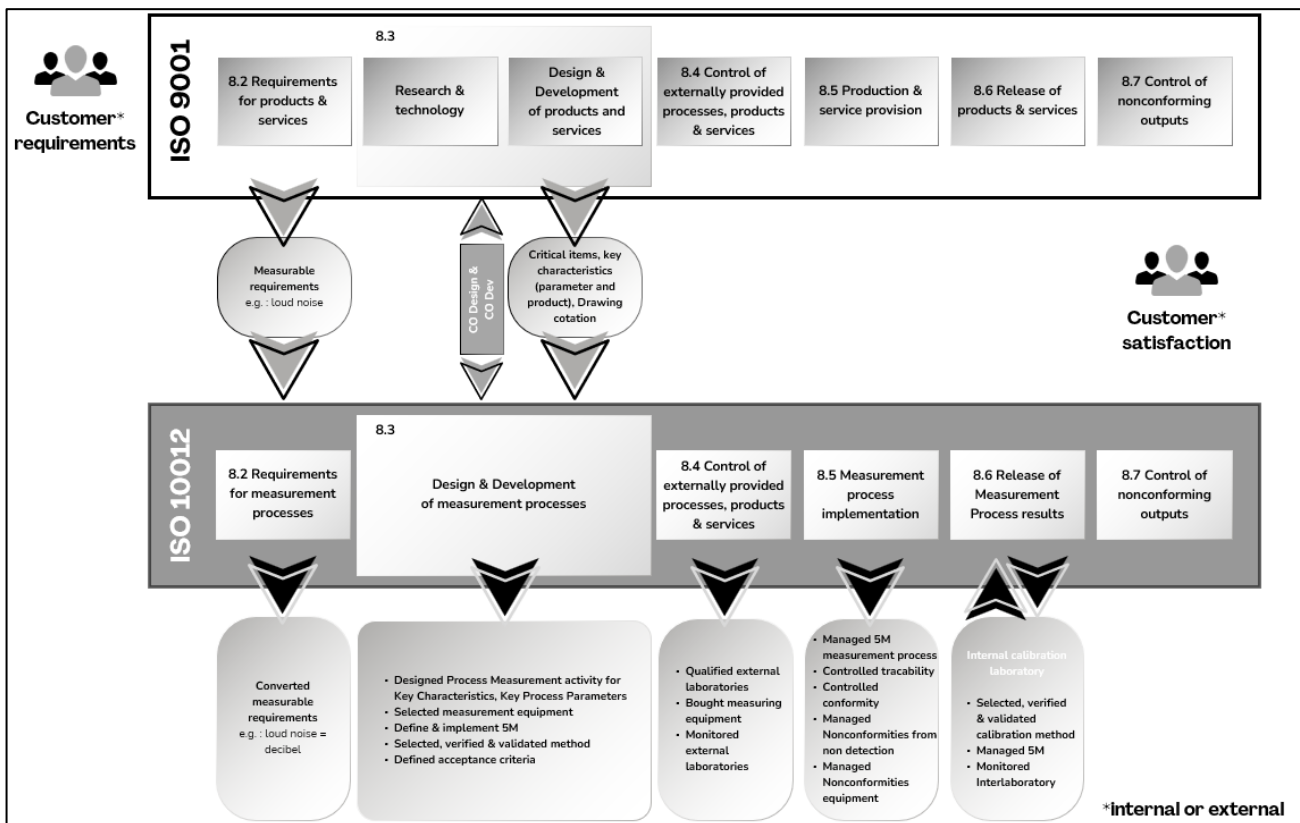 Customer*
requirements
ISO 9001
8.2 Requirements
for products &
services
8.3
Research &
technology
Design &
Development
of products and
services
8.4 Control of
externally provided
processes, products
& services
8.5 Production &
service provision
8.6 Release of
products & services
8.7 Control of
nonconforming
outputs
Measurable
requirements
e.g. : loud noise
CO Design &
CO Dev
Critical items, key
characteristics
(parameter and
product), Drawing
cotation
Customer*
satisfaction
ISO 10012
8.2 Requirements
for measurement
processes
8.3
Design & Development
of measurement processes
8.4 Control of
externally provided
processes, products
& services
8.5 Measurement
process
implementation
8.6 Release of
Measurement
Process results
8.7 Control of
nonconforming
outputs
Converted
measurable
requirements
e.g. : loud noise =
decibel
• Designed Process Measurement activity for
Key Characteristics, Key Process Parameters
• Selected measurement equipment
• Define & implement 5M
• Selected, verified & validated method
• Defined acceptance criteria
• Qualified external
laboratories
• Bought measuring
equipment
• Monitored
external
laboratories
• Managed 5M
measurement process
• Controlled tracability
• Controlled
conformity
• Managed
Nonconformities from
non detection
• Managed
Nonconformities
equipment
Internal calibration
laboratory
• Selected, verified
& validated
calibration method
• Managed 5M
• Monitored
Interlaboratory
*internal or external